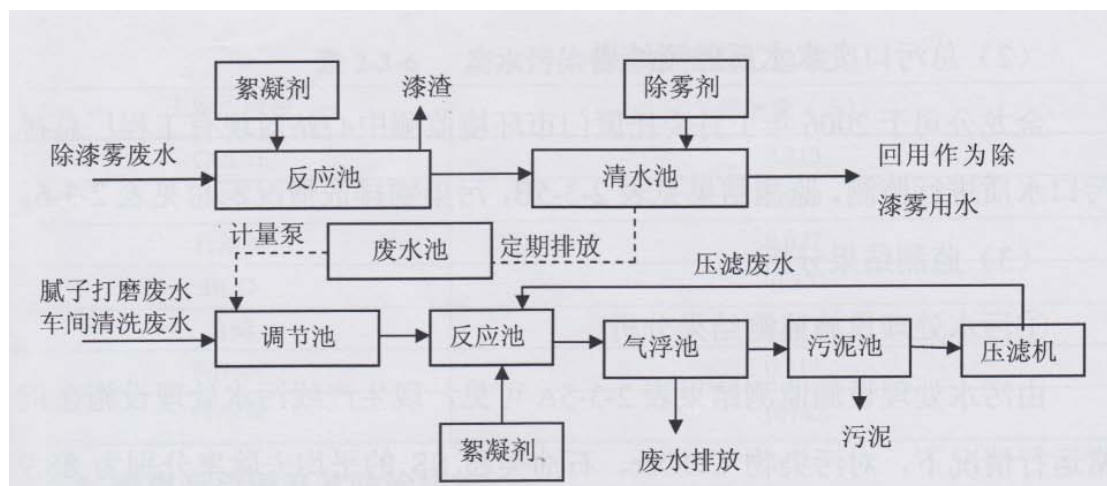 絮凝剂
漆渣
除雾剂
除漆雾废水
反应池
清水池
回用作为除
漆雾用水
计量泵
废水池
定期排放
压滤废水
腻子打磨废水
车间清洗废水
调节池
反应池
气浮池
污泥池
压滤机
絮凝剂、
废水排放
污泥